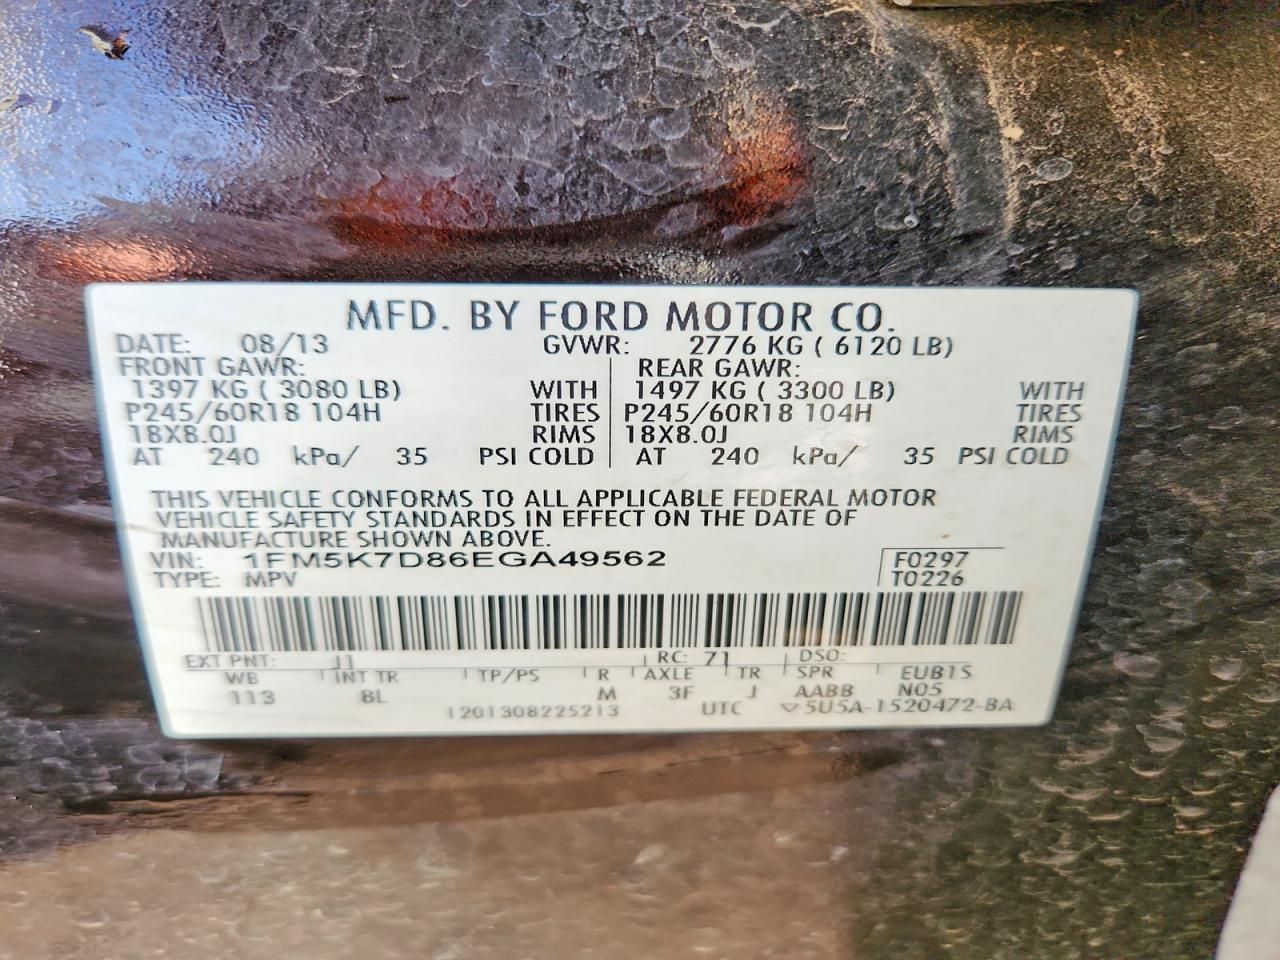 MFD. BY FORD MOTOR CO.
DATE: 08/13 GVWR: 2776 KG ( 6120 LB)
FRONT GAWR: REAR GAWR:
1397 KG ( 3080 LB) WITH 1497 KG ( 3300 LB) WITH
P245/60R18 104H TIRES P245/60R18 104H TIRES
18X8.0J RIMS 18X8.0J RIMS
AT 240 kPa/ 35 PSI COLD AT 240 kPa/ 35 PSI COLD
THIS VEHICLE CONFORMS TO ALL APPLICABLE FEDERAL MOTOR
VEHICLE SAFETY STANDARDS IN EFFECT ON THE DATE OF
MANUFACTURE SHOWN ABOVE.
VIN: 1FM5K7D86EGA49562 F0297
TYPE: MPV T0226
EXT PNT: J1 RC: 71 DSO:
WB INT TR TP/PS R AXLE TR SPR EUB1S
113 8L M 3F J AABB N05
1201308225213 UTC ▽5U5A-1520472-BA